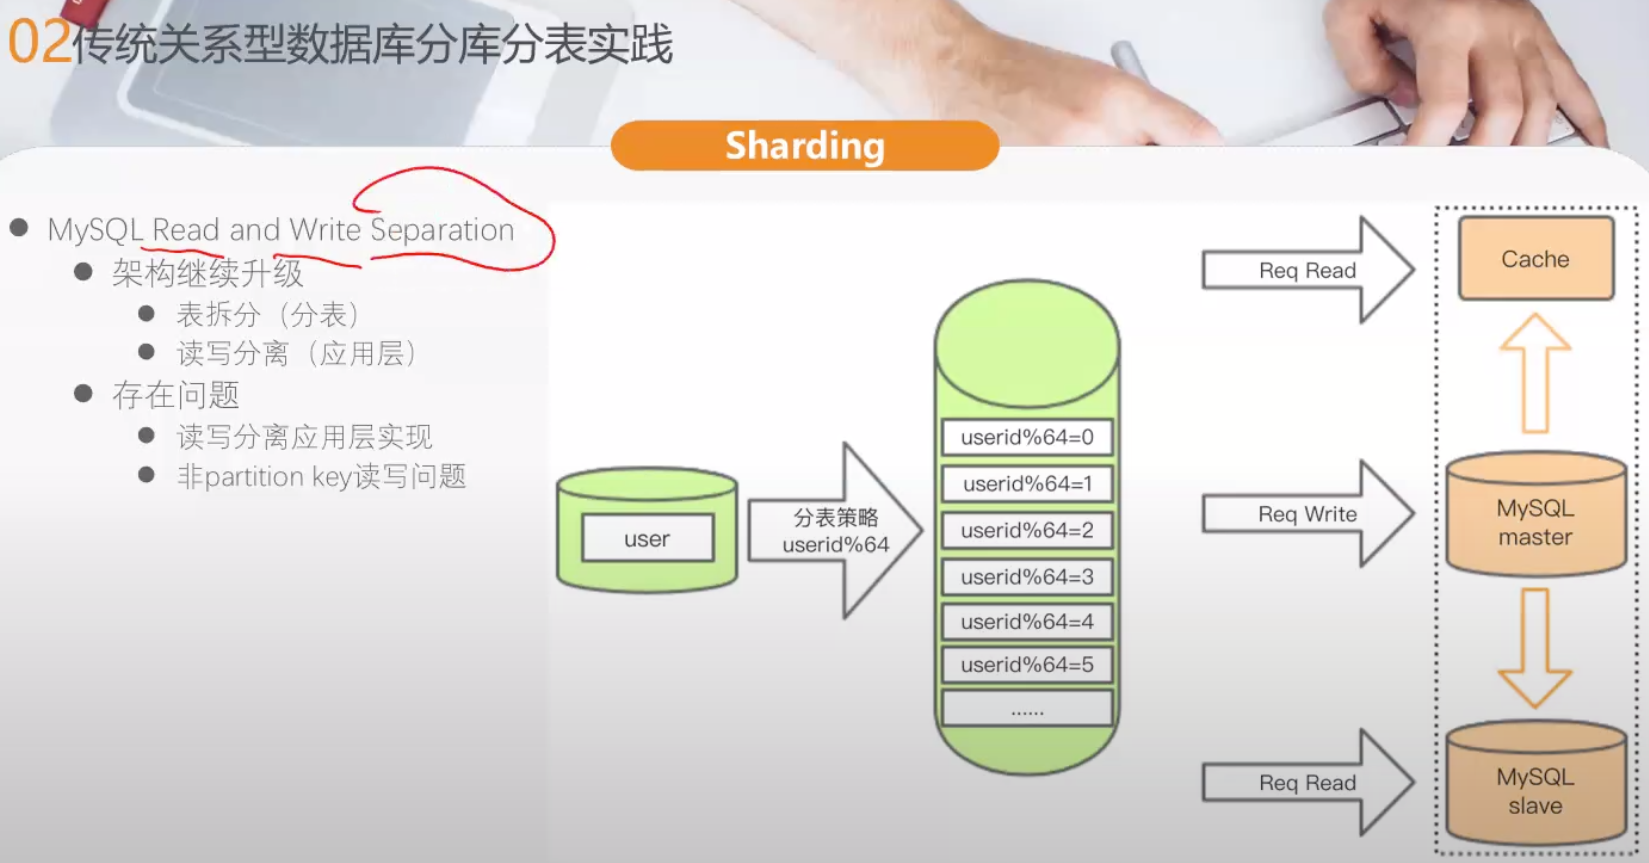 02传统关系型数据库分库分表实践
Sharding
MySQL Read and Write Separation
架构继续升级
表拆分（分表）
读写分离（应用层）
存在问题
读写分离应用层实现
非partition key读写问题
user
分表策略
userid%64
userid%64=0
userid%64=1
userid%64=2
userid%64=3
userid%64=4
userid%64=5
......
Req Read
Cache
Req Write
MySQL
master
Req Read
MySQL
slave